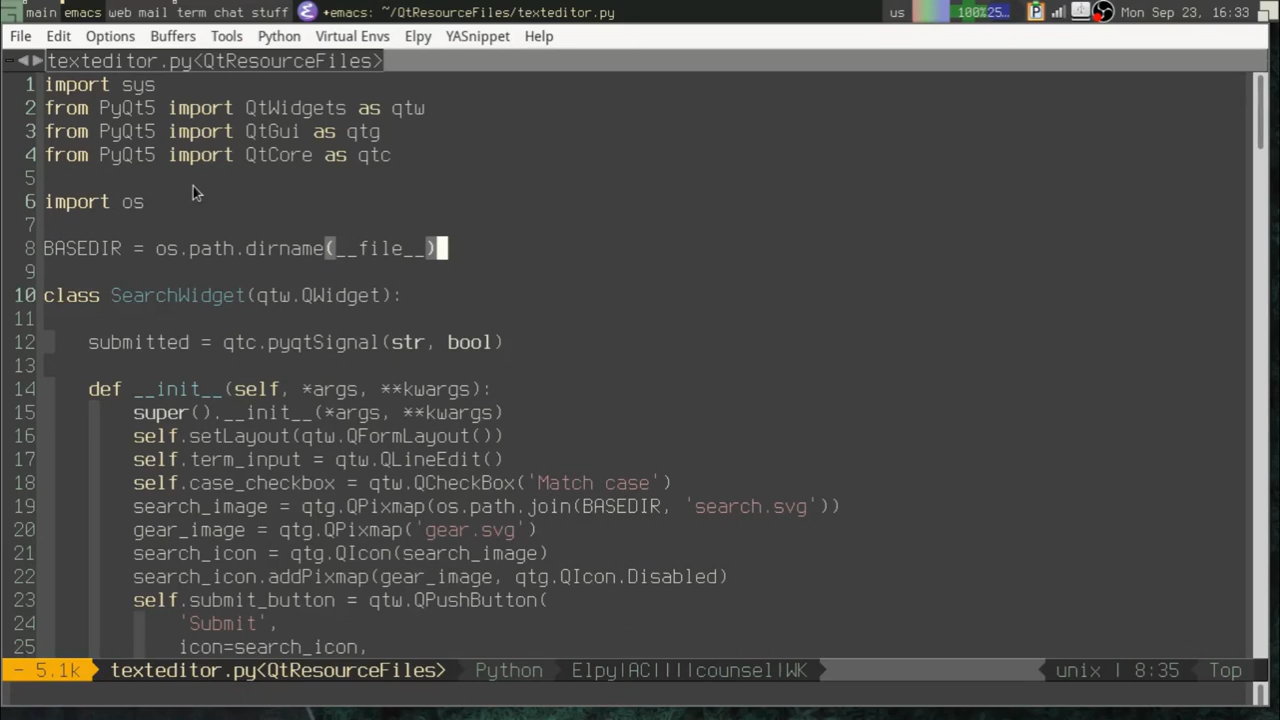 main emacs web mail term chat stuff +emacs: ~/QtResourceFiles/texteditor.py us 100%25... Mon Sep 23, 16:33
File Edit Options Buffers Tools Python Virtual Envs Elpy YASnippet Help
texteditor.py<QtResourceFiles>
1 import sys
2 from PyQt5 import QtWidgets as qtw
3 from PyQt5 import QtGui as qtg
4 from PyQt5 import QtCore as qtc
5
6 import os
7
8 BASEDIR = os.path.dirname(__file__)
9
10 class SearchWidget(qtw.QWidget):
11
12     submitted = qtc.pyqtSignal(str, bool)
13
14     def __init__(self, *args, **kwargs):
15         super().__init__(*args, **kwargs)
16         self.setLayout(qtw.QFormLayout())
17         self.term_input = qtw.QLineEdit()
18         self.case_checkbox = qtw.QCheckBox('Match case')
19         search_image = qtg.QPixmap(os.path.join(BASEDIR, 'search.svg'))
20         gear_image = qtg.QPixmap('gear.svg')
21         search_icon = qtg.QIcon(search_image)
22         search_icon.addPixmap(gear_image, qtg.QIcon.Disabled)
23         self.submit_button = qtw.QPushButton(
24             'Submit',
25             icon=search_icon,
- 5.1k texteditor.py<QtResourceFiles> Python Elpy|AC||||counsel|WK unix | 8:35 Top